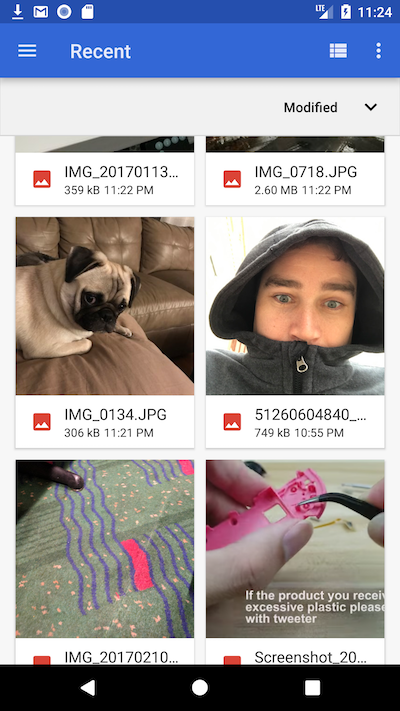 LTE 11:24
Recent
Modified
IMG_20170113... IMG_0718.JPG
359 kB 11:22 PM 2.60 MB 11:22 PM
IMG_0134.JPG 51260604840_...
306 kB 11:21 PM 749 kB 10:55 PM
If the product you receiv
excessive plastic please
with tweeter
IMG_20170210... Screenshot_20...